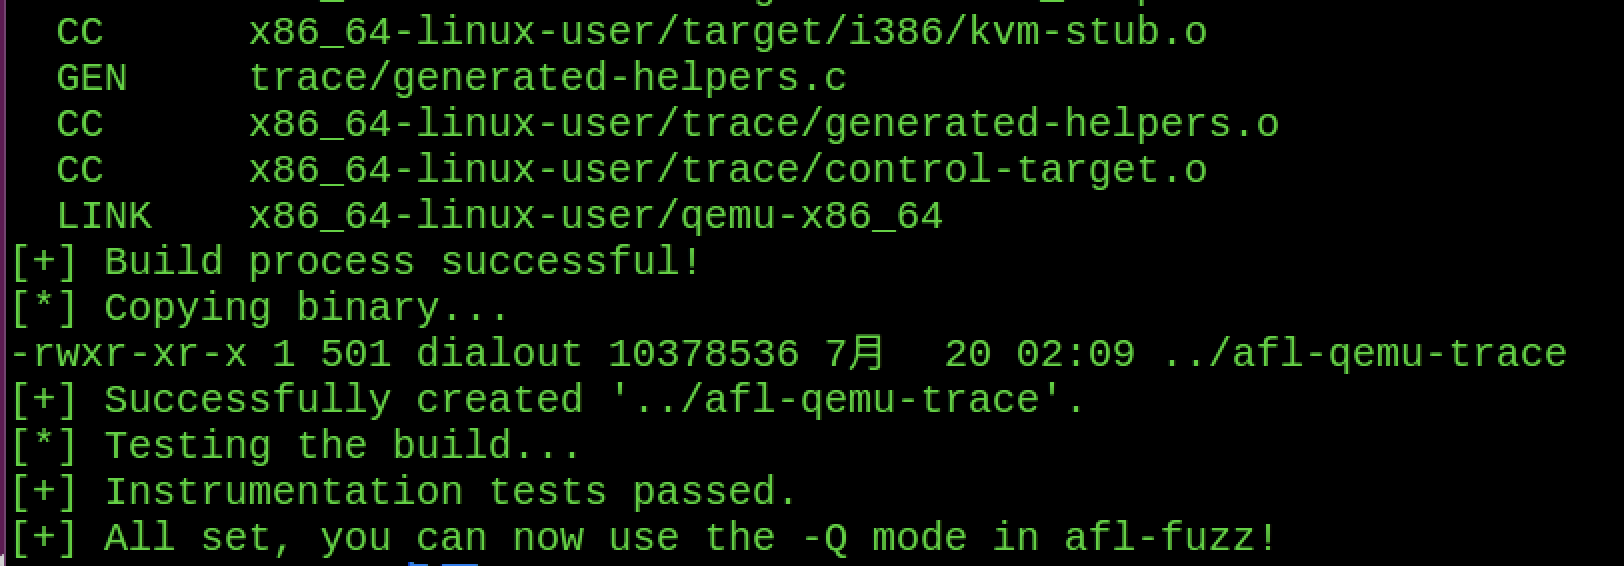 CC x86_64-linux-user/target/i386/kvm-stub.o
GEN trace/generated-helpers.c
CC x86_64-linux-user/trace/generated-helpers.o
CC x86_64-linux-user/trace/control-target.o
LINK x86_64-linux-user/qemu-x86_64
[+] Build process successful!
[*] Copying binary...
-rwxr-xr-x 1 501 dialout 10378536 7月 20 02:09 ../afl-qemu-trace
[+] Successfully created '../afl-qemu-trace'.
[*] Testing the build...
[+] Instrumentation tests passed.
[+] All set, you can now use the -Q mode in afl-fuzz!